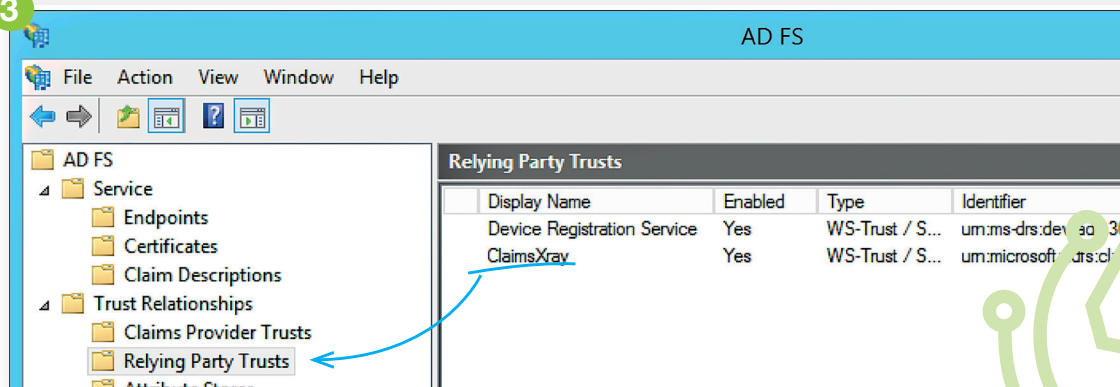 3
AD FS
File Action View Window Help
AD FS
Service
Endpoints
Certificates
Claim Descriptions
Trust Relationships
Claims Provider Trusts
Relying Party Trusts
Relying Party Trusts
Display Name Enabled Type Identifier
Device Registration Service Yes WS-Trust / S...
ClaimsXray Yes WS-Trust / S...